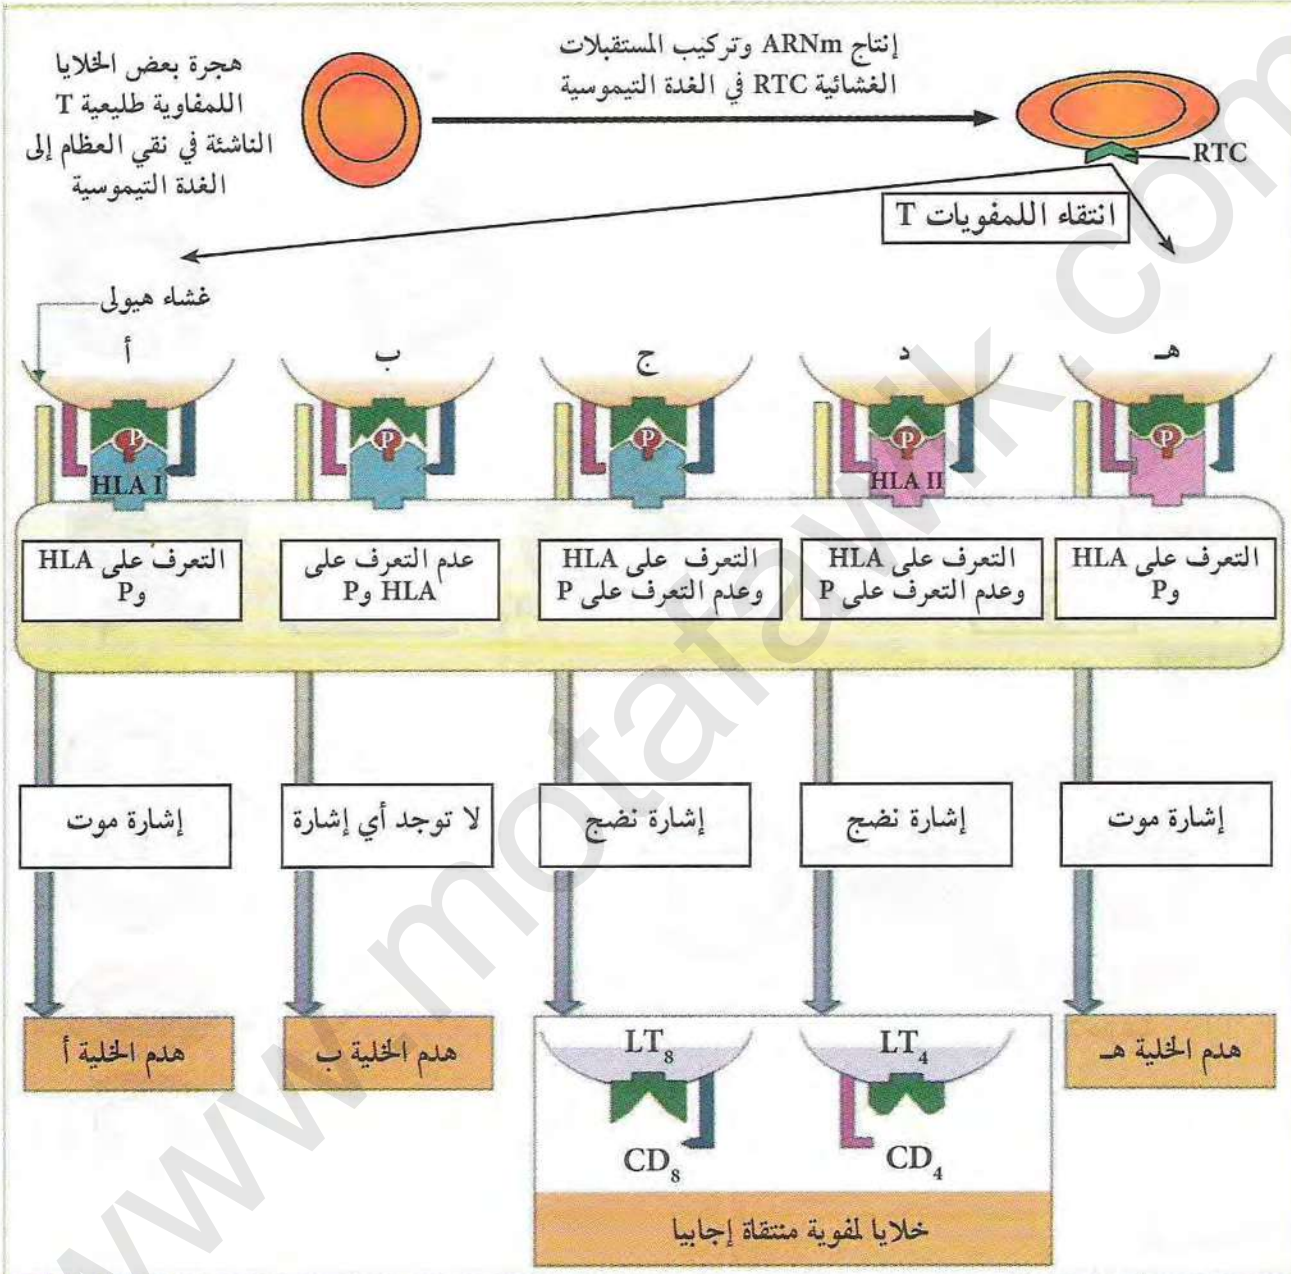 هجرة بعض الخلايا
اللمفاوية طليعية T
الناشئة في نقي العظام إلى
الغدة التيموسية
إنتاج ARNm وتركيب المستقبلات
الغشائية RTC في الغدة التيموسية
RTC
انتقاء اللمفويات T
غشاء هيولى
أ
ب
ج
د
هـ
P
P
P
P
P
HLA I
HLA II
التعرف على HLA
وP
عدم التعرف على
HLA وP
التعرف على HLA
وعدم التعرف على P
التعرف على HLA
وعدم التعرف على P
التعرف على HLA
وP
إشارة موت
لا توجد أي إشارة
إشارة نضج
إشارة نضج
إشارة موت
هدم الخلية أ
هدم الخلية ب
LT8
LT4
CD8
CD4
خلايا لمفوية منتقاة إجابيا
هدم الخلية هـ
www.motafawik.com